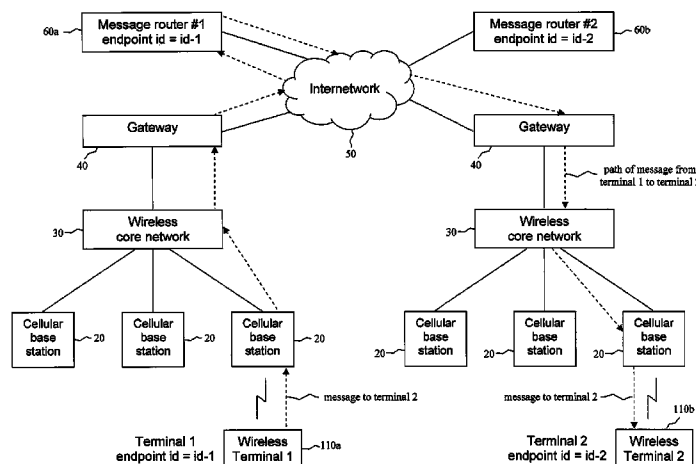 Message router #1
endpoint id = id-1
60a
Message router #2
endpoint id = id-2
60b
Internetwork
50
Gateway
40
Gateway
40
path of message from
terminal 1 to terminal
Wireless
core network
30
Wireless
core network
30
Cellular
base
station
20
Cellular
base
station
20
Cellular
base
station
20
Cellular
base
station
20
Cellular
base
station
20
Cellular
base
station
20
message to terminal 2
message to terminal 2
Terminal 1
endpoint id = id-1
Wireless
Terminal 1
110a
Terminal 2
endpoint id = id-2
Wireless
Terminal 2
110b